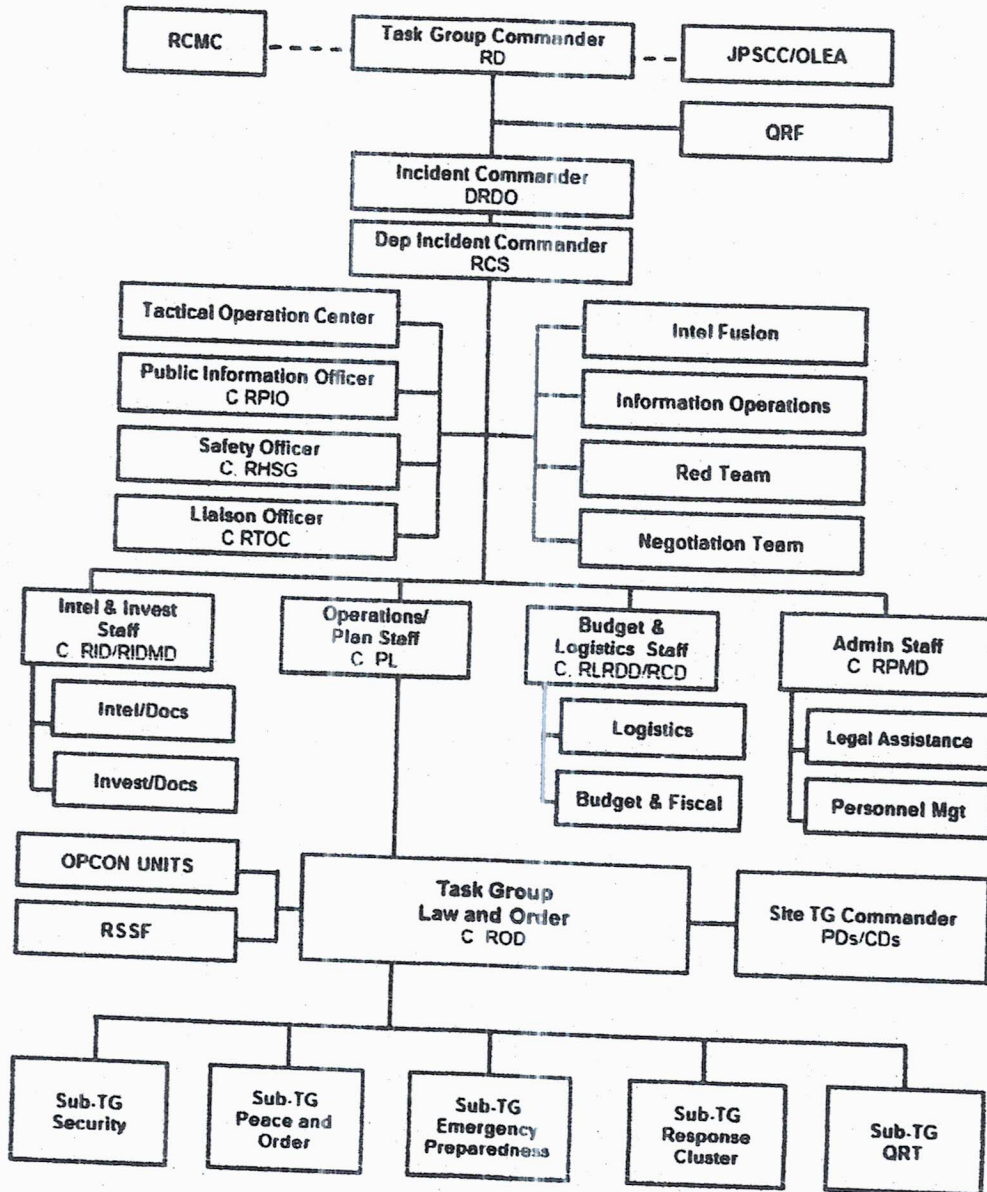 RCMC
Task Group Commander
RD
JPSCC/OLEA
QRF
Incident Commander
DRDO
Dep Incident Commander
RCS
Tactical Operation Center
Public Information Officer
C RPIO
Safety Officer
C. RHSG
Liaison Officer
C RTOC
Intel Fusion
Information Operations
Red Team
Negotiation Team
Intel & Invest
Staff
C RID/RIDMD
Intel/Docs
Invest/Docs
Operations/
Plan Staff
C PL
Budget &
Logistics Staff
C. RLRDD/RCD
Logistics
Budget & Fiscal
Admin Staff
C RPMD
Legal Assistance
Personnel Mgt
OPCON UNITS
RSSF
Task Group
Law and Order
C ROD
Site TG Commander
PDs/CDs
Sub-TG
Security
Sub-TG
Peace and
Order
Sub-TG
Emergency
Preparedness
Sub-TG
Response
Cluster
Sub-TG
QRT